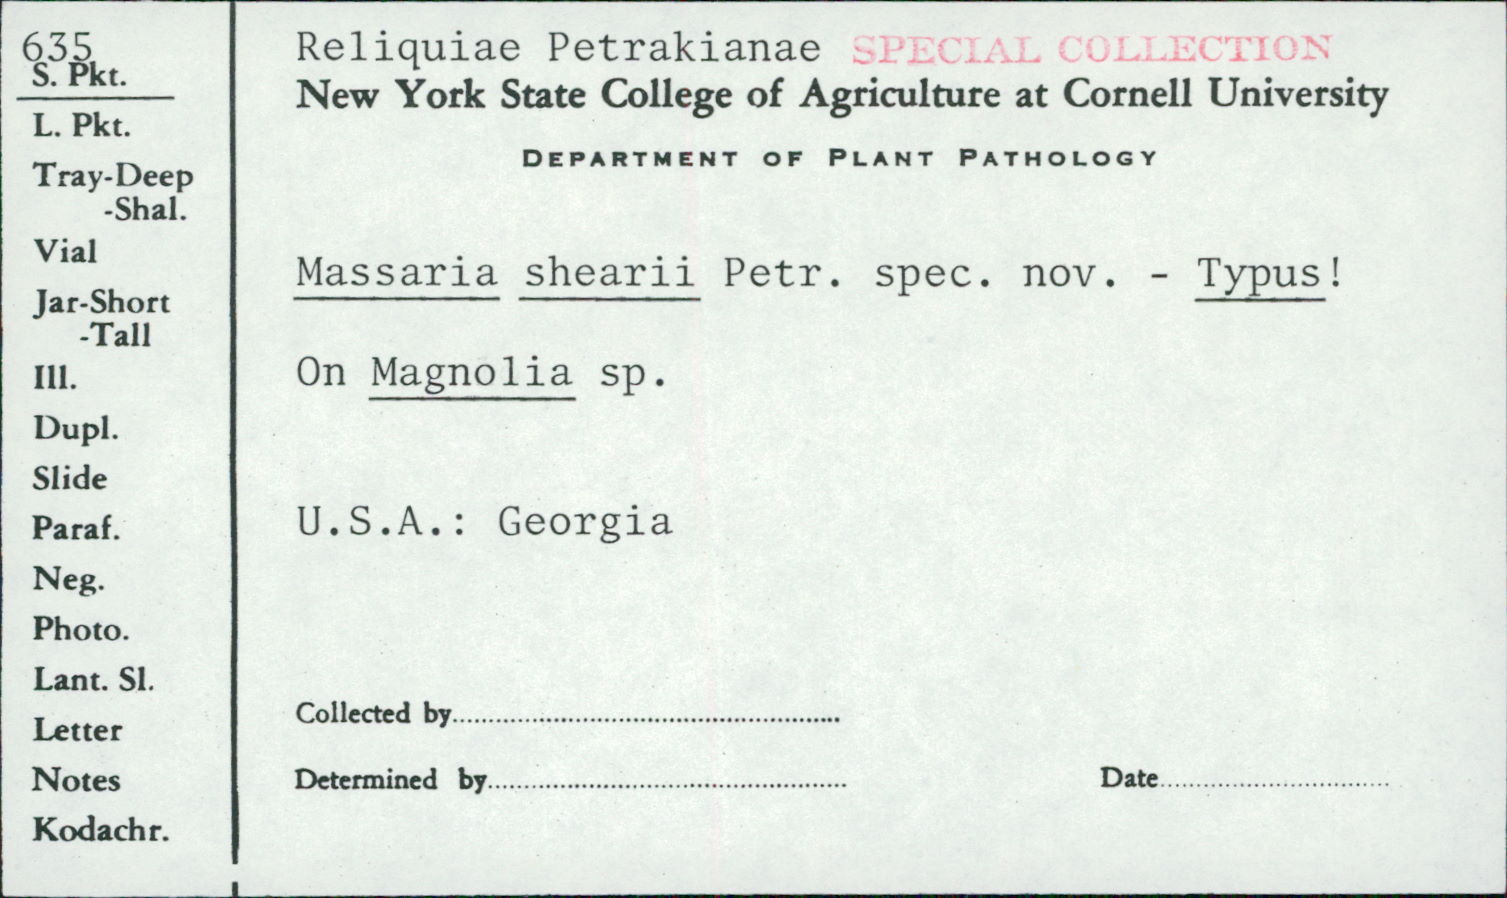 635
S. Pkt.
L. Pkt.
Tray-Deep
-Shal.
Vial
Jar-Short
-Tall
Ill.
Dupl.
Slide
Paraf.
Neg.
Photo.
Lant. Sl.
Letter
Notes
Kodachr.
Reliquiae Petrakianae SPECIAL COLLECTION
New York State College of Agriculture at Cornell University
DEPARTMENT OF PLANT PATHOLOGY
Massaria shearii Petr. spec. nov. - Typus!
On Magnolia sp.
U.S.A.: Georgia
Collected by
Determined by
Date